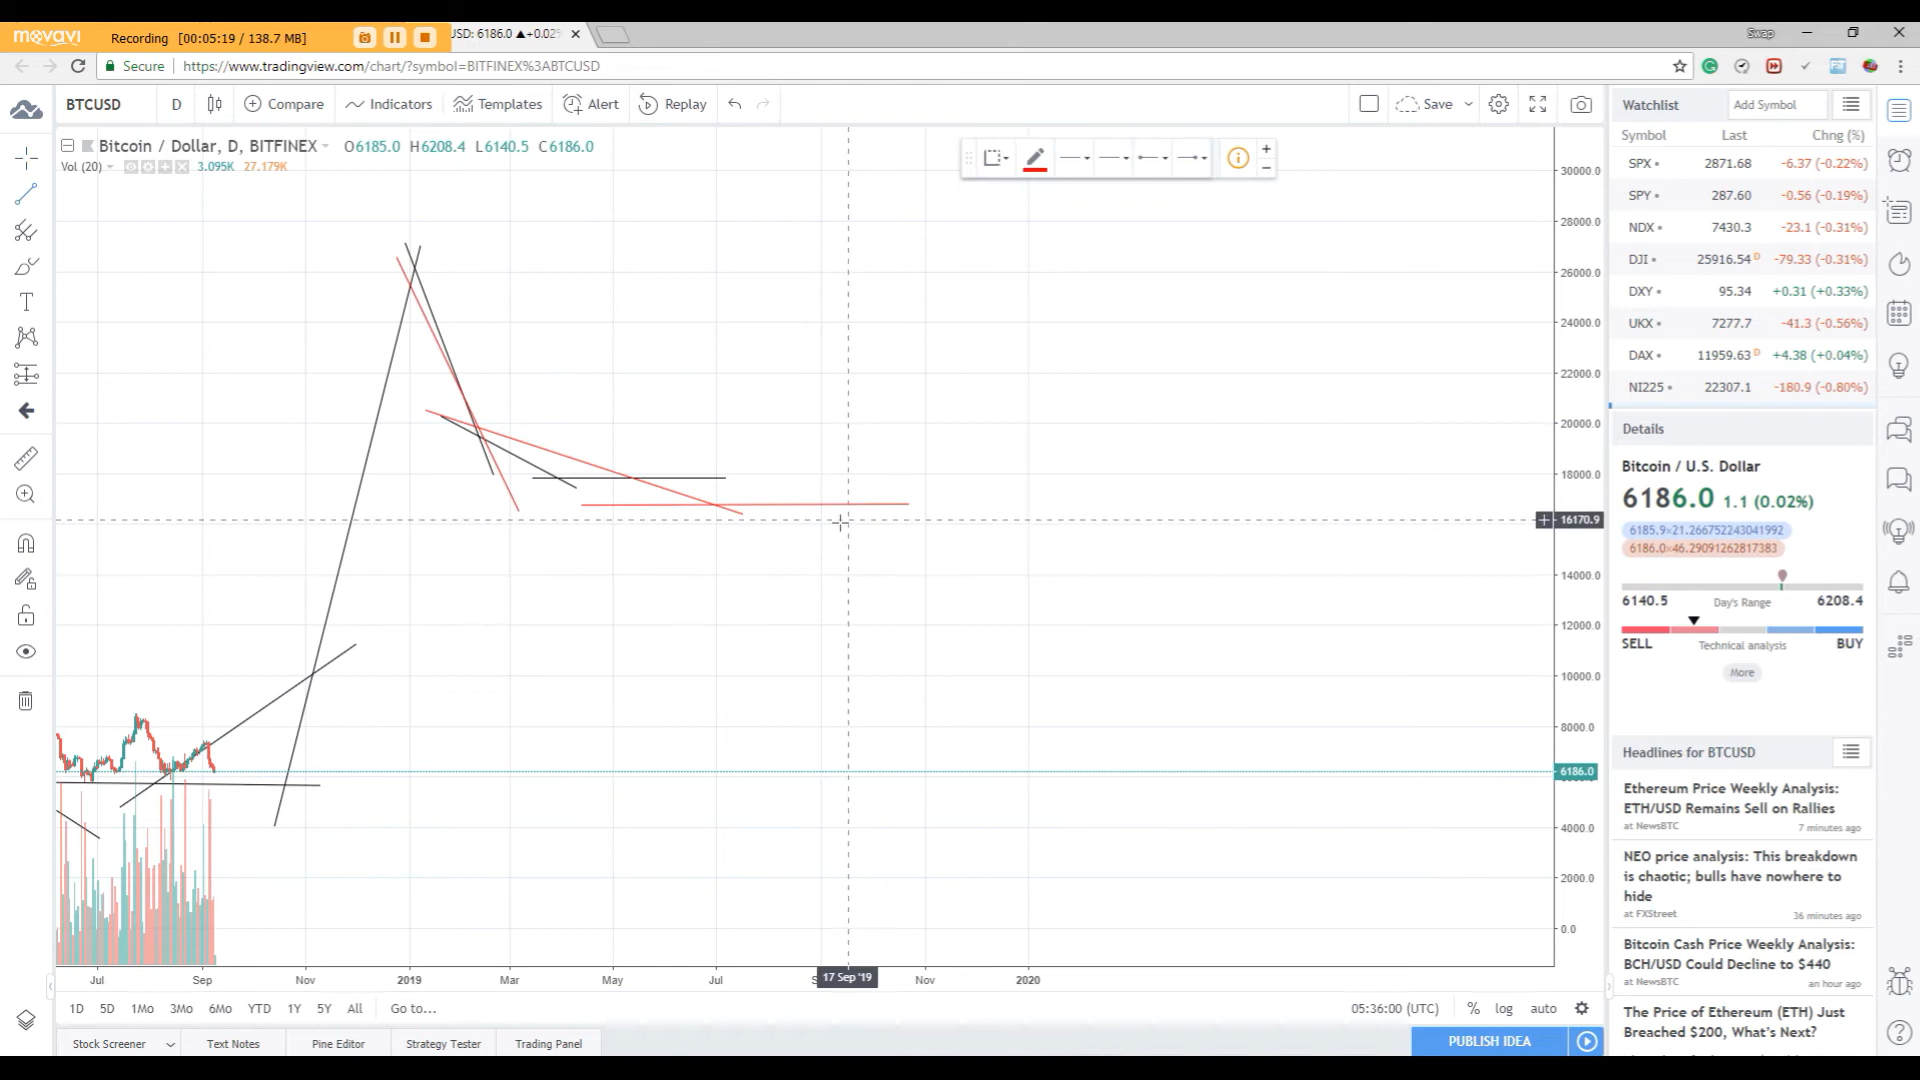 movavi
Recording [00:05:19 / 138.7 MB]
USD: 6186.0 ▲+0.02%
Swap
Secure
https://www.tradingview.com/chart/?symbol=BITFINEX%3ABTCUSD
BTCUSD
D
Compare
Indicators
Templates
Alert
Replay
Save
Bitcoin / Dollar, D, BITFINEX O6185.0 H6208.4 L6140.5 C6186.0
Vol (20) 3.095K 27.179K
30000.0
28000.0
26000.0
24000.0
22000.0
20000.0
18000.0
16170.9
14000.0
12000.0
10000.0
8000.0
6186.0
4000.0
2000.0
0.0
Jul Sep Nov 2019 Mar May Jul 17 Sep '19 Nov 2020
1D 5D 1Mo 3Mo 6Mo YTD 1Y 5Y All Go to... 05:36:00 (UTC) % log auto
Stock Screener Text Notes Pine Editor Strategy Tester Trading Panel PUBLISH IDEA
Watchlist Add Symbol
Symbol Last Chng (%)
SPX 2871.68 -6.37 (-0.22%)
SPY 287.60 -0.56 (-0.19%)
NDX 7430.3 -23.1 (-0.31%)
DJI 25916.54 D -79.33 (-0.31%)
DXY 95.34 +0.31 (+0.33%)
UKX 7277.7 -41.3 (-0.56%)
DAX 11959.63 D +4.38 (+0.04%)
NI225 22307.1 -180.9 (-0.80%)
Details
Bitcoin / U.S. Dollar
6186.0 1.1 (0.02%)
6185.9×21.266752243041992
6186.0×46.29091262817383
6140.5 Day's Range 6208.4
SELL Technical analysis BUY
More
Headlines for BTCUSD
Ethereum Price Weekly Analysis:
ETH/USD Remains Sell on Rallies
at NewsBTC 7 minutes ago
NEO price analysis: This breakdown
is chaotic; bulls have nowhere to
hide
at FXStreet 36 minutes ago
Bitcoin Cash Price Weekly Analysis:
BCH/USD Could Decline to $440
at NewsBTC an hour ago
The Price of Ethereum (ETH) Just
Breached $200, What's Next?